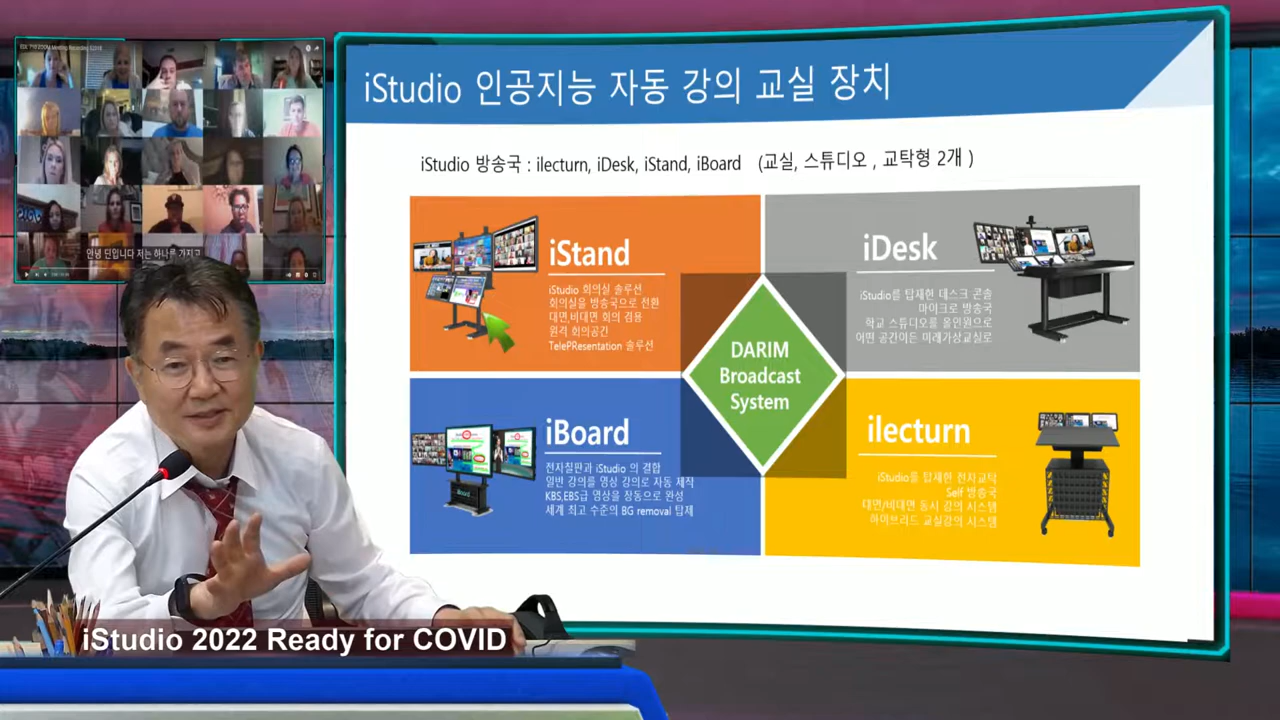 EDX 710 ZOOM Meeting Recording 6/2018
안녕 딘입니다 저는 하나를 가지고
iStudio 인공지능 자동 강의 교실 장치
iStudio 방송국 : ilecturn, iDesk, iStand, iBoard (교실, 스튜디오 , 교탁형 2개 )
iStand
iStudio 회의실 솔루션
회의실을 방송국으로 전환
대면,비대면 회의 겸용
원격 회의공간
TelePResentation 솔루션
iDesk
iStudio를 탑재한 데스크 콘솔
마이크로 방송국
학교 스튜디오를 올인원으로
어떤 공간이든 미래가상교실로
DARIM
Broadcast
System
iBoard
전자칠판과 iStudio 의 결합
일반 강의를 영상 강의로 자동 제작
KBS,EBS급 영상을 자동으로 완성
세계 최고 수준의 BG removal 탑재
ilecturn
iStudio를 탑재한 전자교탁
Self 방송국
대면/비대면 동시 강의 시스템
하이브리드 교실강의 시스템
iStudio 2022 Ready for COVID